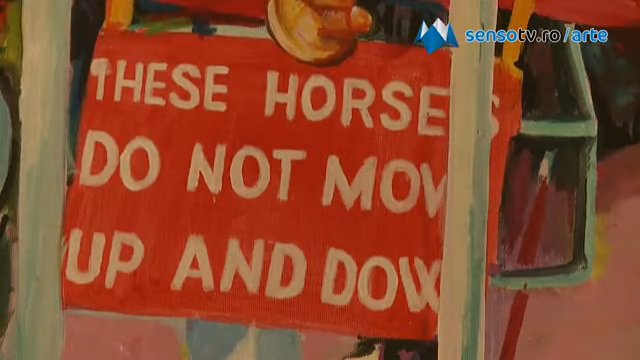 sensotv.ro/arte
THESE HORSES
DO NOT MOV
UP AND DOW